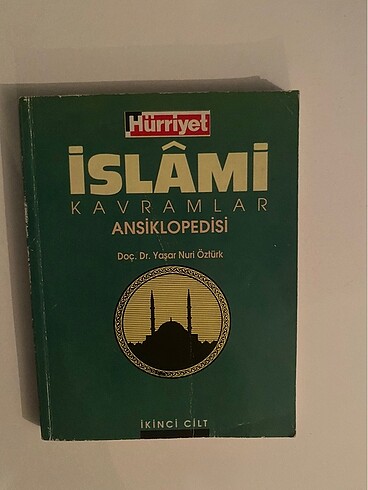 Hürriyet
İSLÂMİ
KAVRAMLAR
ANSİKLOPEDİSİ
Doç. Dr. Yaşar Nuri Öztürk
İKİNCİ CİLT